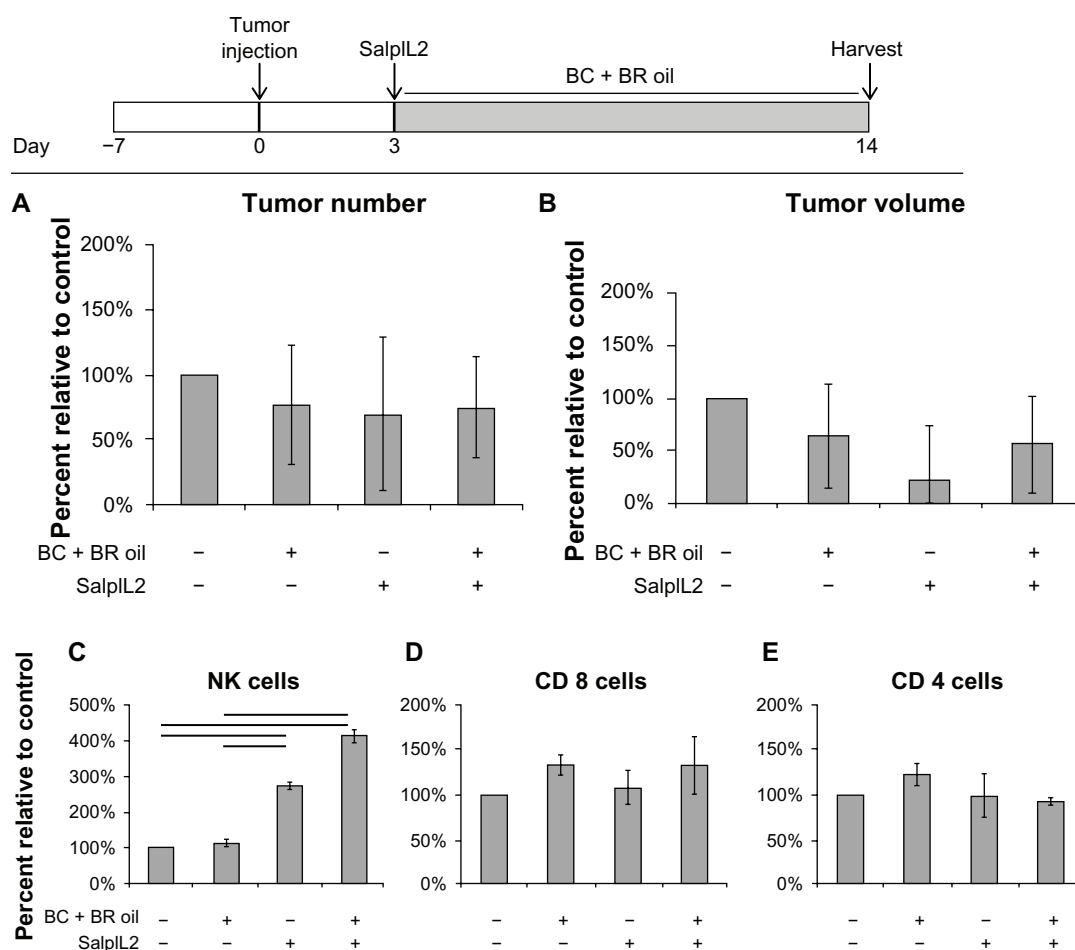 Tumor
injection
SalpIL2
Harvest
BC + BR oil
Day
−7
0
3
14
A
Tumor number
Percent relative to control
200%
150%
100%
50%
0%
BC + BR oil
−
+
−
+
SalpIL2
−
−
+
+
B
Tumor volume
Percent relative to control
200%
150%
100%
50%
0%
BC + BR oil
−
+
−
+
SalpIL2
−
−
+
+
C
NK cells
Percent relative to control
500%
400%
300%
200%
100%
0%
BC + BR oil
−
+
−
+
SalpIL2
−
−
+
+
D
CD 8 cells
200%
150%
100%
50%
0%
−
+
−
+
−
−
+
+
E
CD 4 cells
200%
150%
100%
50%
0%
−
+
−
+
−
−
+
+